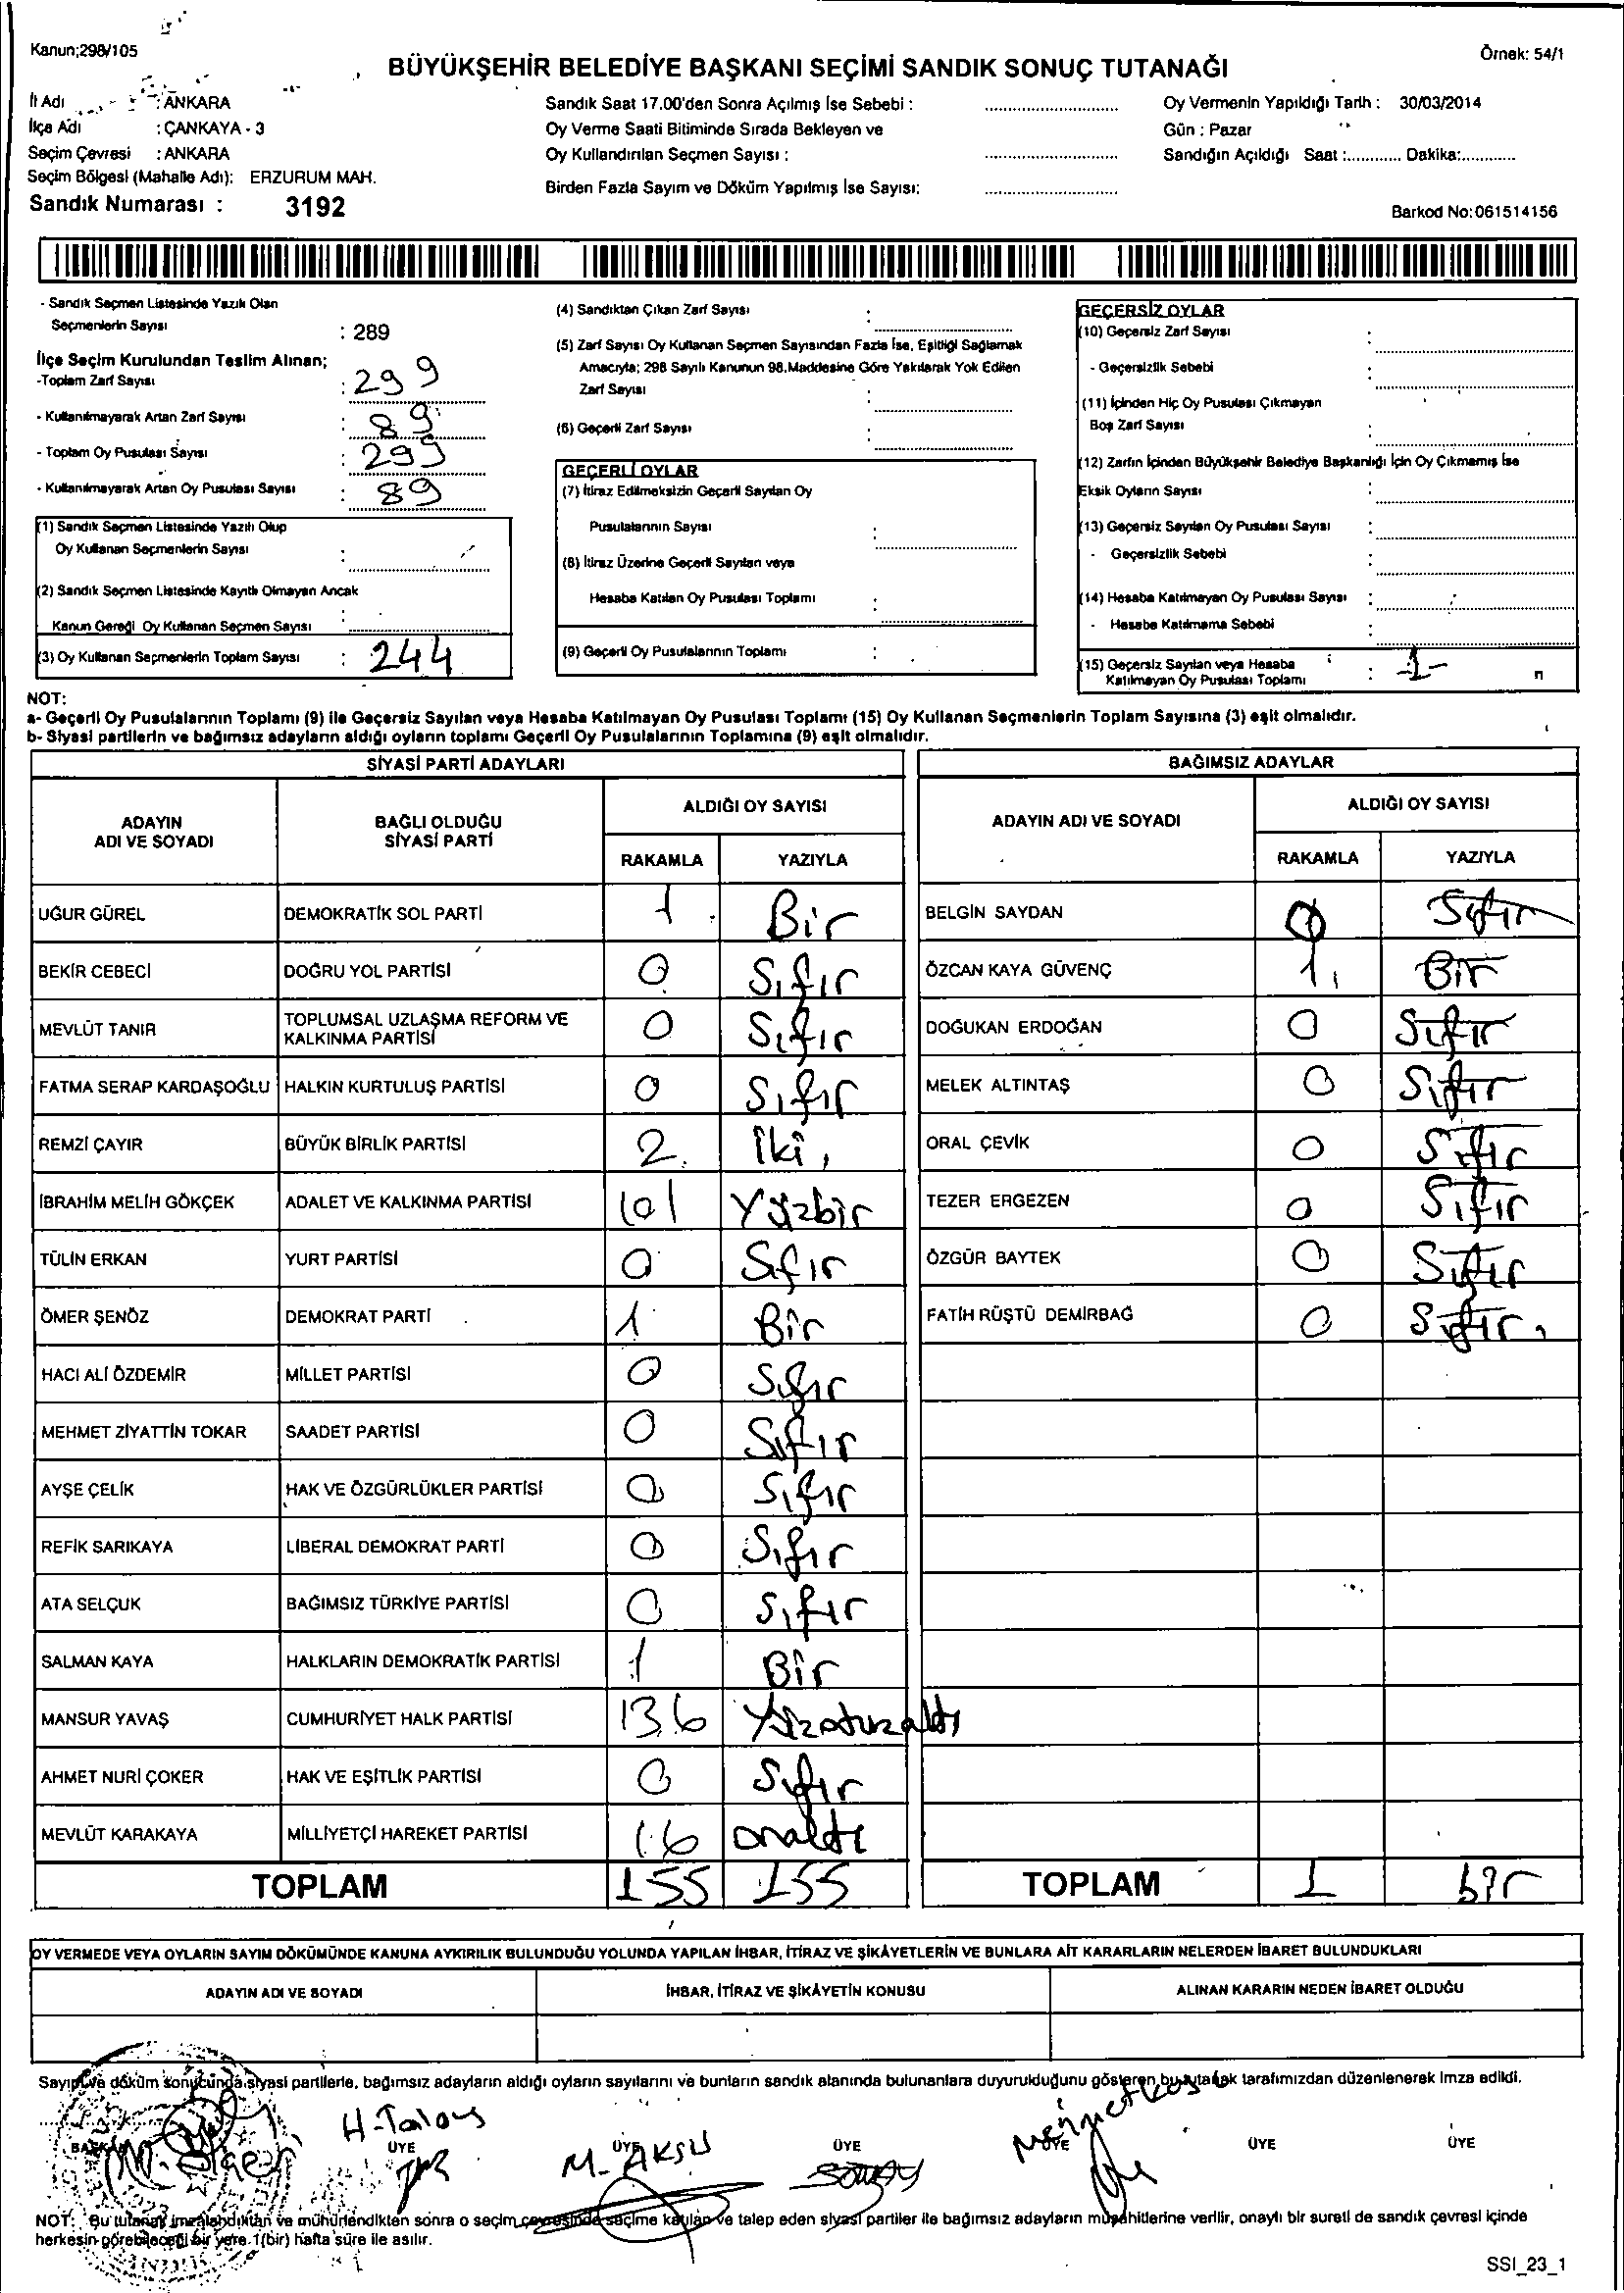 Kanun;298/105
Örnek: 54/1
BÜYÜKŞEHİR BELEDİYE BAŞKANI SEÇİMİ SANDIK SONUÇ TUTANAĞI
İl Adı : ANKARA
İlçe Adı : ÇANKAYA - 3
Seçim Çevresi : ANKARA
Seçim Bölgesi (Mahalle Adı): ERZURUM MAH.
Sandık Numarası : 3192
Sandık Saat 17.00'den Sonra Açılmış İse Sebebi :
Oy Verme Saati Bitiminde Sırada Bekleyen ve
Oy Kullandırılan Seçmen Sayısı :
Birden Fazla Sayım ve Döküm Yapılmış İse Sayısı:
Oy Vermenin Yapıldığı Tarih : 30/03/2014
Gün : Pazar
Sandığın Açıldığı Saat :............ Dakika:............
Barkod No:061514156
- Sandık Seçmen Listesinde Yazılı Olan
Seçmenlerin Sayısı : 289
İlçe Seçim Kurulundan Teslim Alınan;
-Toplam Zarf Sayısı : 299
- Kullanılmayarak Artan Zarf Sayısı : 89
- Toplam Oy Pusulası Sayısı : 299
- Kullanılmayarak Artan Oy Pusulası Sayısı : 89
(1) Sandık Seçmen Listesinde Yazılı Olup
Oy Kullanan Seçmenlerin Sayısı :
(2) Sandık Seçmen Listesinde Kayıtlı Olmayan Ancak
Kanun Gereği Oy Kullanan Seçmen Sayısı :
(3) Oy Kullanan Seçmenlerin Toplam Sayısı : 244
(4) Sandıktan Çıkan Zarf Sayısı :
(5) Zarf Sayısı Oy Kullanan Seçmen Sayısından Fazla İse, Eşitliği Sağlamak
Amacıyla; 298 Sayılı Kanunun 98.Maddesine Göre Yakılarak Yok Edilen
Zarf Sayısı :
(6) Geçerli Zarf Sayısı :
GEÇERLİ OYLAR
(7) İtiraz Edilmeksizin Geçerli Sayılan Oy
Pusulalarının Sayısı :
(8) İtiraz Üzerine Geçerli Sayılan veya
Hesaba Katılan Oy Pusulası Toplamı :
(9) Geçerli Oy Pusulalarının Toplamı :
GEÇERSİZ OYLAR
(10) Geçersiz Zarf Sayısı :
- Geçersizlik Sebebi :
(11) İçinden Hiç Oy Pusulası Çıkmayan
Boş Zarf Sayısı :
(12) Zarfın İçinden Büyükşehir Belediye Başkanlığı İçin Oy Çıkmamış İse
Eksik Oyların Sayısı :
(13) Geçersiz Sayılan Oy Pusulası Sayısı :
- Geçersizlik Sebebi :
(14) Hesaba Katılmayan Oy Pusulası Sayısı :
- Hesaba Katılmama Sebebi :
(15) Geçersiz Sayılan veya Hesaba
Katılmayan Oy Pusulası Toplamı : -1-
NOT:
a- Geçerli Oy Pusulalarının Toplamı (9) ile Geçersiz Sayılan veya Hesaba Katılmayan Oy Pusulası Toplamı (15) Oy Kullanan Seçmenlerin Toplam Sayısına (3) eşit olmalıdır.
b- Siyasi partilerin ve bağımsız adayların aldığı oyların toplamı Geçerli Oy Pusulalarının Toplamına (9) eşit olmalıdır.
SİYASİ PARTİ ADAYLARI
ADAYIN ADI VE SOYADI
BAĞLI OLDUĞU SİYASİ PARTİ
ALDIĞI OY SAYISI
RAKAMLA YAZIYLA
UĞUR GÜREL DEMOKRATİK SOL PARTİ 1 Bir
BEKİR CEBECİ DOĞRU YOL PARTİSİ 0 Sıfır
MEVLÜT TANIR TOPLUMSAL UZLAŞMA REFORM VE KALKINMA PARTİSİ 0 Sıfır
FATMA SERAP KARDAŞOĞLU HALKIN KURTULUŞ PARTİSİ 0 Sıfır
REMZİ ÇAYIR BÜYÜK BİRLİK PARTİSİ 2 İki
İBRAHİM MELİH GÖKÇEK ADALET VE KALKINMA PARTİSİ 101 Yüzbir
TÜLİN ERKAN YURT PARTİSİ 0 Sıfır
ÖMER ŞENÖZ DEMOKRAT PARTİ 1 Bir
HACI ALİ ÖZDEMİR MİLLET PARTİSİ 0 Sıfır
MEHMET ZİYATTİN TOKAR SAADET PARTİSİ 0 Sıfır
AYŞE ÇELİK HAK VE ÖZGÜRLÜKLER PARTİSİ 0 Sıfır
REFİK SARIKAYA LİBERAL DEMOKRAT PARTİ 0 Sıfır
ATA SELÇUK BAĞIMSIZ TÜRKİYE PARTİSİ 0 Sıfır
SALMAN KAYA HALKLARIN DEMOKRATİK PARTİSİ 1 Bir
MANSUR YAVAŞ CUMHURİYET HALK PARTİSİ 136 Yüzotuzaltı
AHMET NURİ ÇOKER HAK VE EŞİTLİK PARTİSİ 0 Sıfır
MEVLÜT KARAKAYA MİLLİYETÇİ HAREKET PARTİSİ 16 onaltı
TOPLAM 155 155
BAĞIMSIZ ADAYLAR
ADAYIN ADI VE SOYADI
ALDIĞI OY SAYISI
RAKAMLA YAZIYLA
BELGİN SAYDAN 0 Sıfır
ÖZCAN KAYA GÜVENÇ 1 Bir
DOĞUKAN ERDOĞAN 0 Sıfır
MELEK ALTINTAŞ 0 Sıfır
ORAL ÇEVİK 0 Sıfır
TEZER ERGEZEN 0 Sıfır
ÖZGÜR BAYTEK 0 Sıfır
FATİH RÜŞTÜ DEMİRBAĞ 0 Sıfır
TOPLAM 1 bir
OY VERMEDE VEYA OYLARIN SAYIM DÖKÜMÜNDE KANUNA AYKIRILIK BULUNDUĞU YOLUNDA YAPILAN İHBAR, İTİRAZ VE ŞİKÂYETLERİN VE BUNLARA AİT KARARLARIN NELERDEN İBARET BULUNDUKLARI
ADAYIN ADI VE SOYADI İHBAR, İTİRAZ VE ŞİKÂYETİN KONUSU ALINAN KARARIN NEDEN İBARET OLDUĞU
Sayım ve döküm sonucunda siyasi partilerle, bağımsız adayların aldığı oyların sayılarını ve bunların sandık alanında bulunanlara duyurulduğunu gösteren bu tutanak tarafımızdan düzenlenerek imza edildi.
BAŞKAN ÜYE ÜYE ÜYE ÜYE ÜYE ÜYE
M. AKSU
NOT: Bu tutanak imzalandıktan ve mühürlendikten sonra o seçim çevresinde seçime katılan ve talep eden siyasi partiler ile bağımsız adayların müşahitlerine verilir, onaylı bir sureti de sandık çevresi içinde
herkesin görebileceği bir yere 1(bir) hafta süre ile asılır.
SSI_23_1